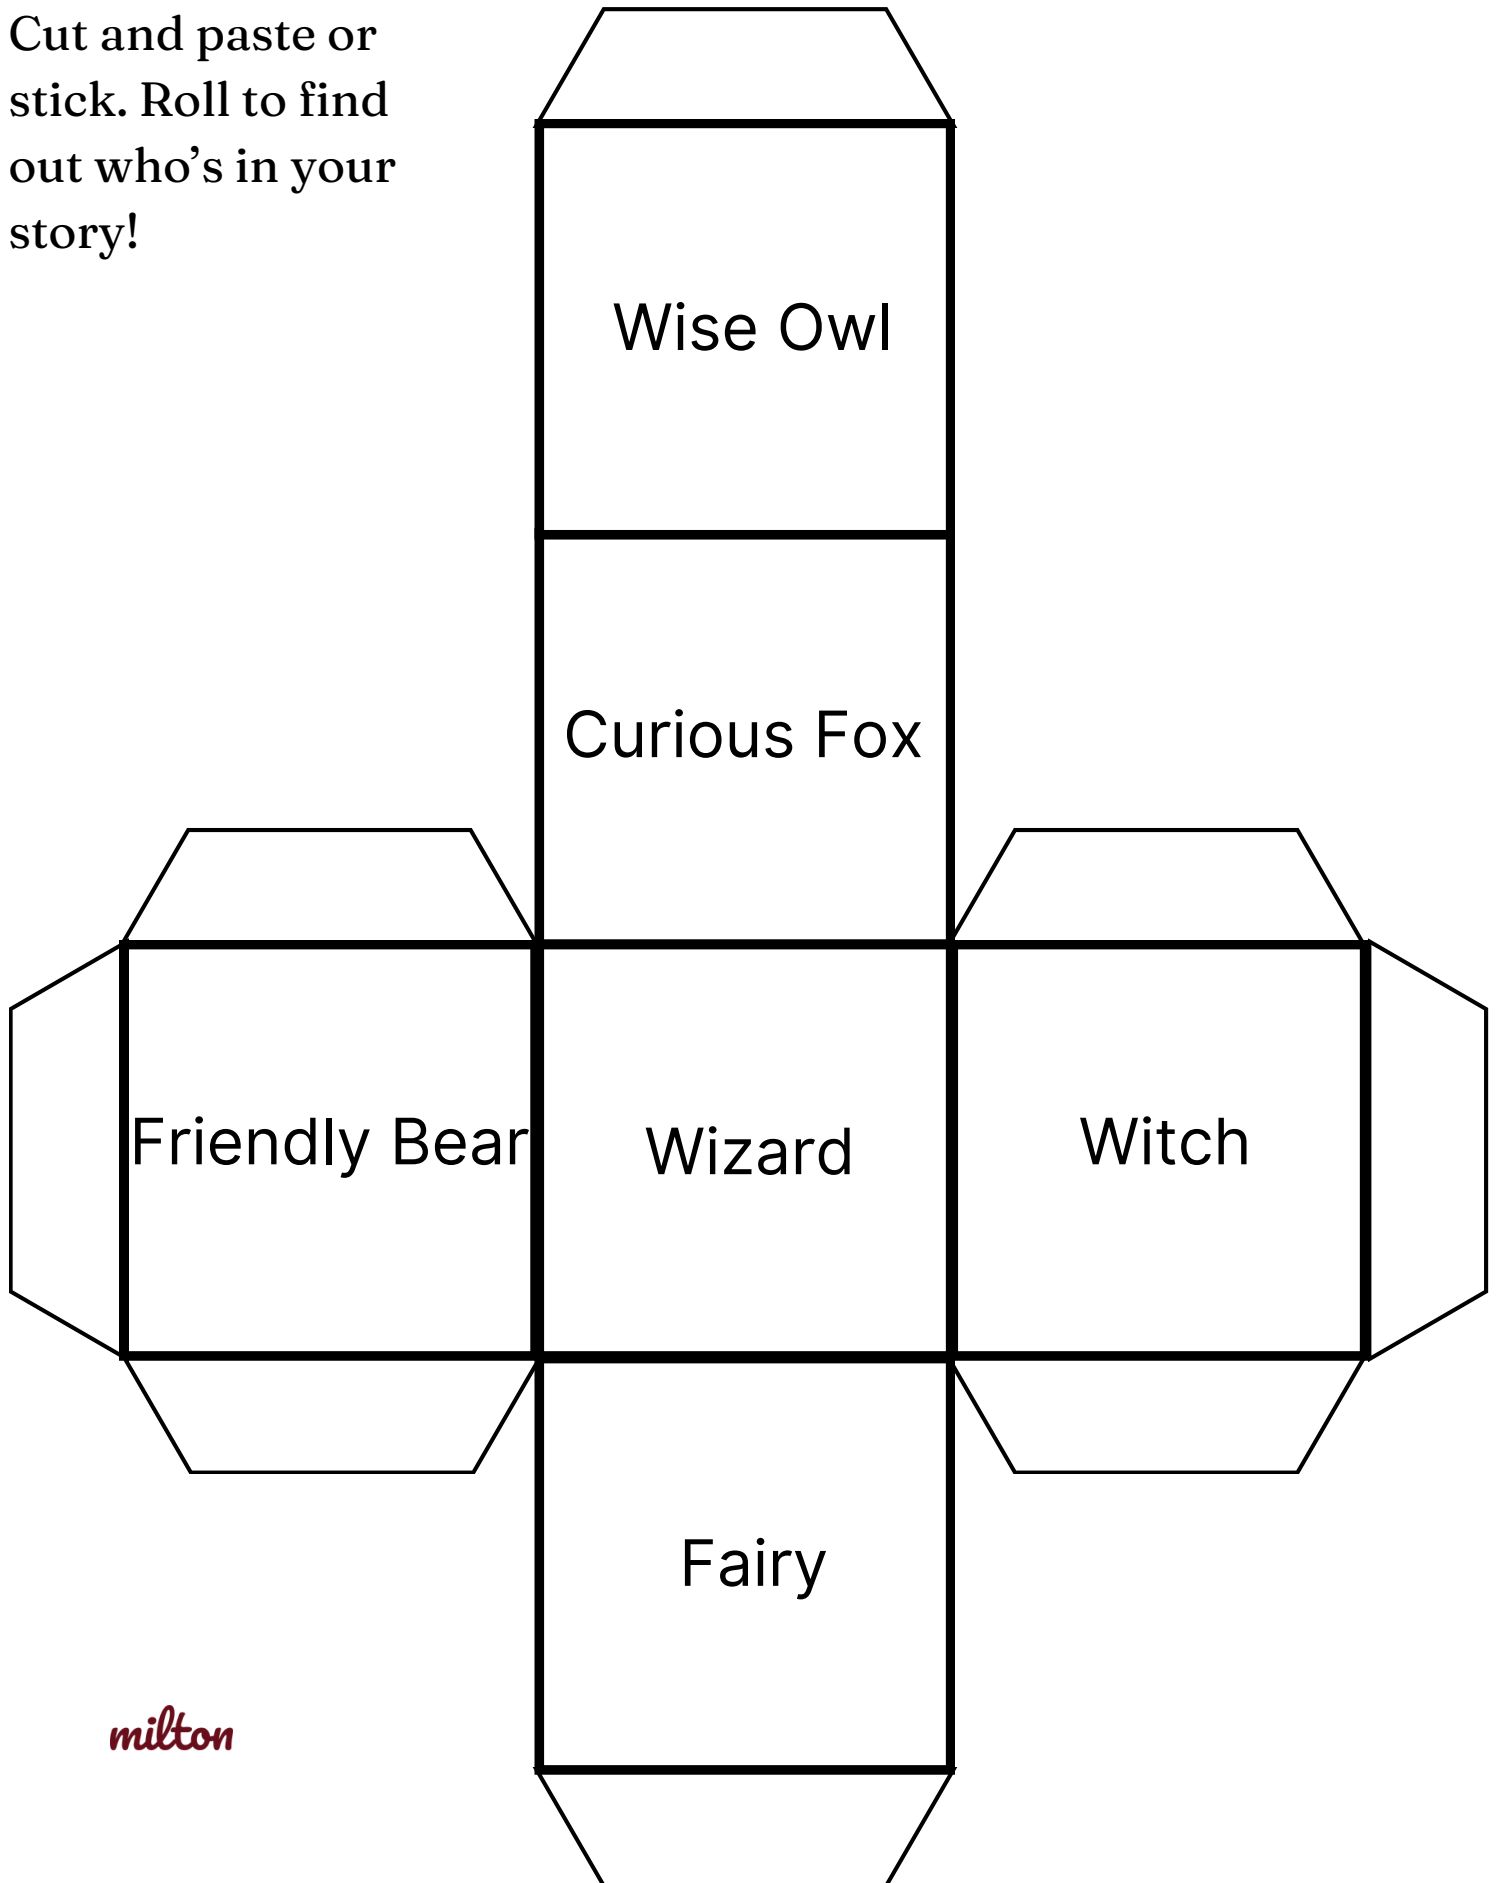 Cut and paste or
stick. Roll to find
out who’s in your
story!
Wise Owl
Curious Fox
Friendly Bear
Wizard
Witch
Fairy
milton